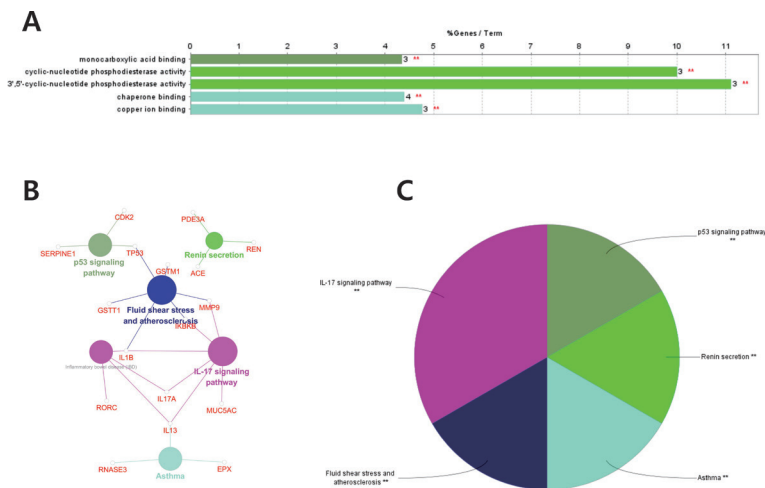 A
%Genes / Term
0 1 2 3 4 5 6 7 8 9 10 11
monocarboxylic acid binding 3 **
cyclic-nucleotide phosphodiesterase activity 3 **
3',5'-cyclic-nucleotide phosphodiesterase activity 3 **
chaperone binding 4 **
copper ion binding 3 **
B
CDK2
SERPINE1
TP53
p53 signaling
pathway
PDE3A
REN
Renin secretion
ACE
GSTM1
GSTT1
MMP9
Fluid shear stress
and atherosclerosis
IKBKB
IL1B
Inflammatory bowel disease (IBD)
IL-17 signaling
pathway
IL17A
RORC
MUC5AC
IL13
RNASE3
EPX
Asthma
C
p53 signaling pathway
**
IL-17 signaling pathway
**
Renin secretion **
Fluid shear stress and
atherosclerosis **
Asthma **